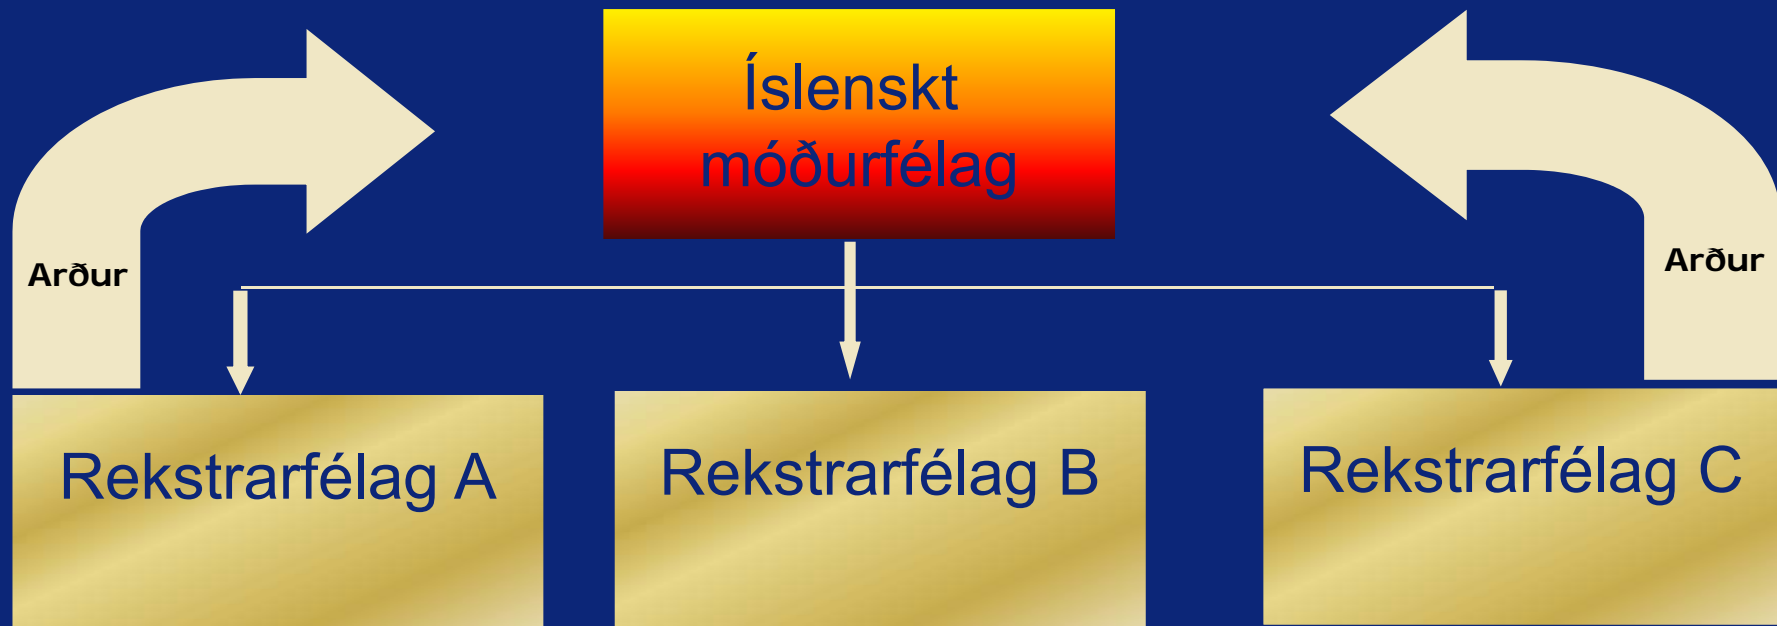 Íslenskt
móðurfélag
Arður
Arður
Rekstrarfélag A
Rekstrarfélag B
Rekstrarfélag C